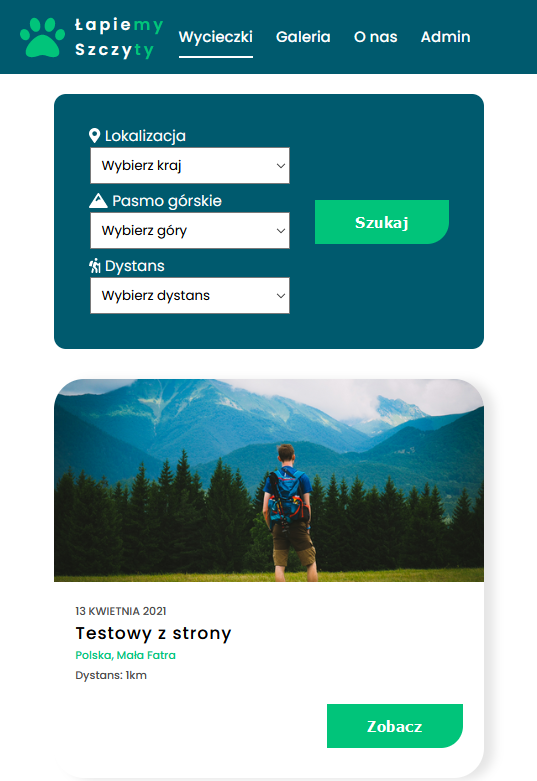 Łapiemy
Szczyty
Wycieczki Galeria O nas Admin
Lokalizacja
Wybierz kraj
Pasmo górskie
Wybierz góry
Szukaj
Dystans
Wybierz dystans
13 KWIETNIA 2021
Testowy z strony
Polska, Mała Fatra
Dystans: 1km
Zobacz